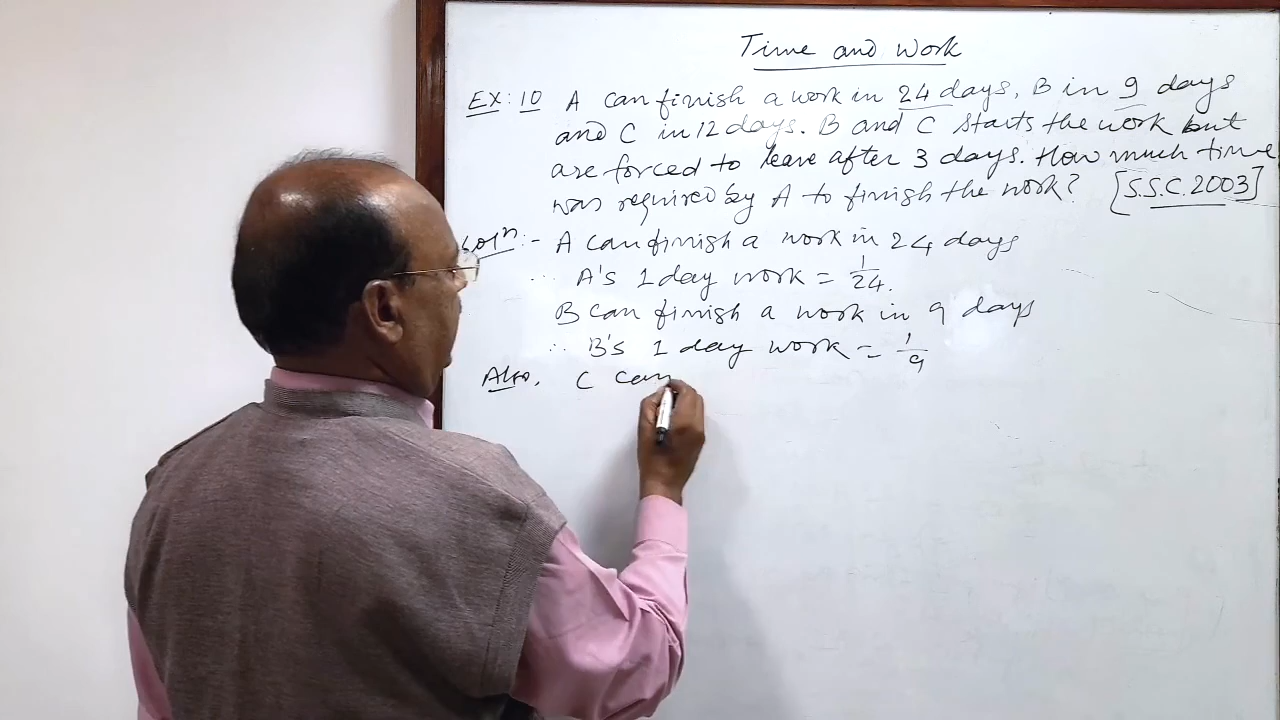 Time and Work
Ex: 10 A can finish a work in 24 days, B in 9 days
and C in 12 days. B and C starts the work but
are forced to leave after 3 days. How much time
was required by A to finish the work? [S.S.C. 2003]
Soln:- A can finish a work in 24 days
∴ A's 1 day work = 1/24.
B can finish a work in 9 days
∴ B's 1 day work = 1/9
Also, C can